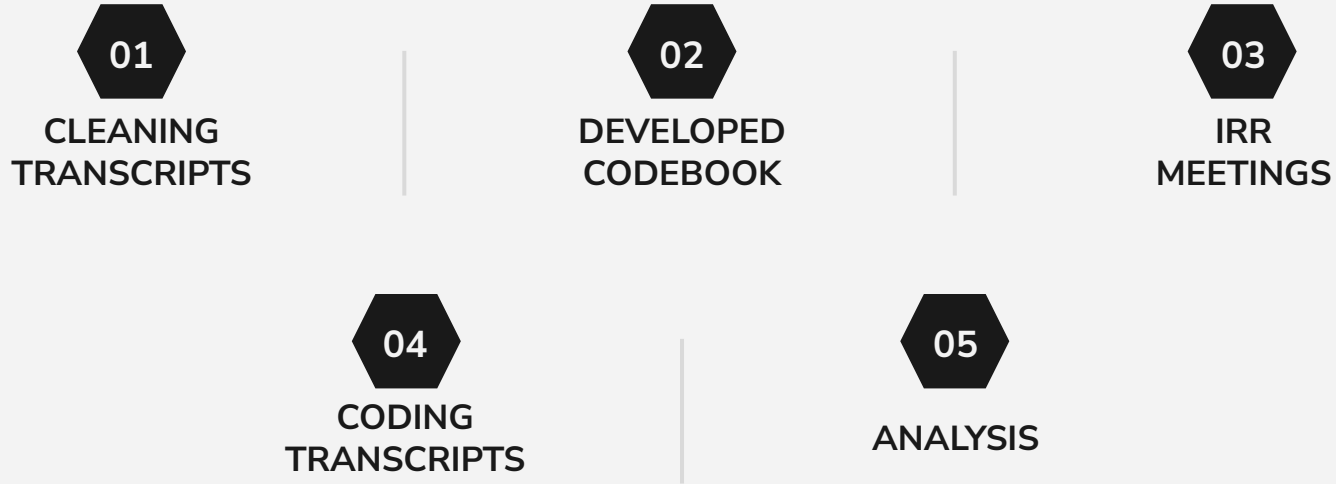 01
CLEANING
TRANSCRIPTS
02
DEVELOPED
CODEBOOK
03
IRR
MEETINGS
04
CODING
TRANSCRIPTS
05
ANALYSIS